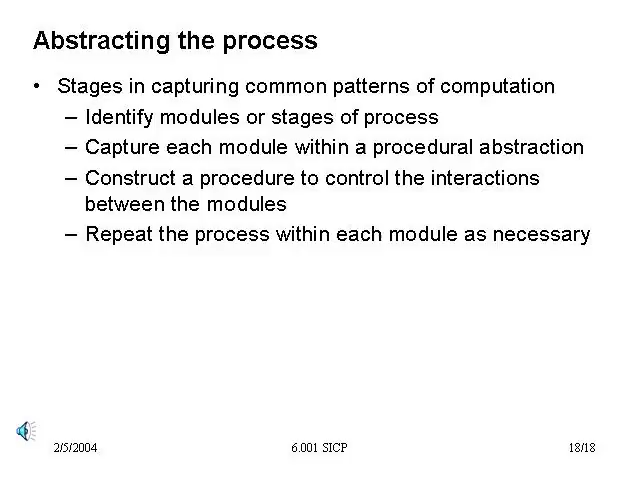 Abstracting the process
• Stages in capturing common patterns of computation
– Identify modules or stages of process
– Capture each module within a procedural abstraction
– Construct a procedure to control the interactions
between the modules
– Repeat the process within each module as necessary
2/5/2004
6.001 SICP
18/18